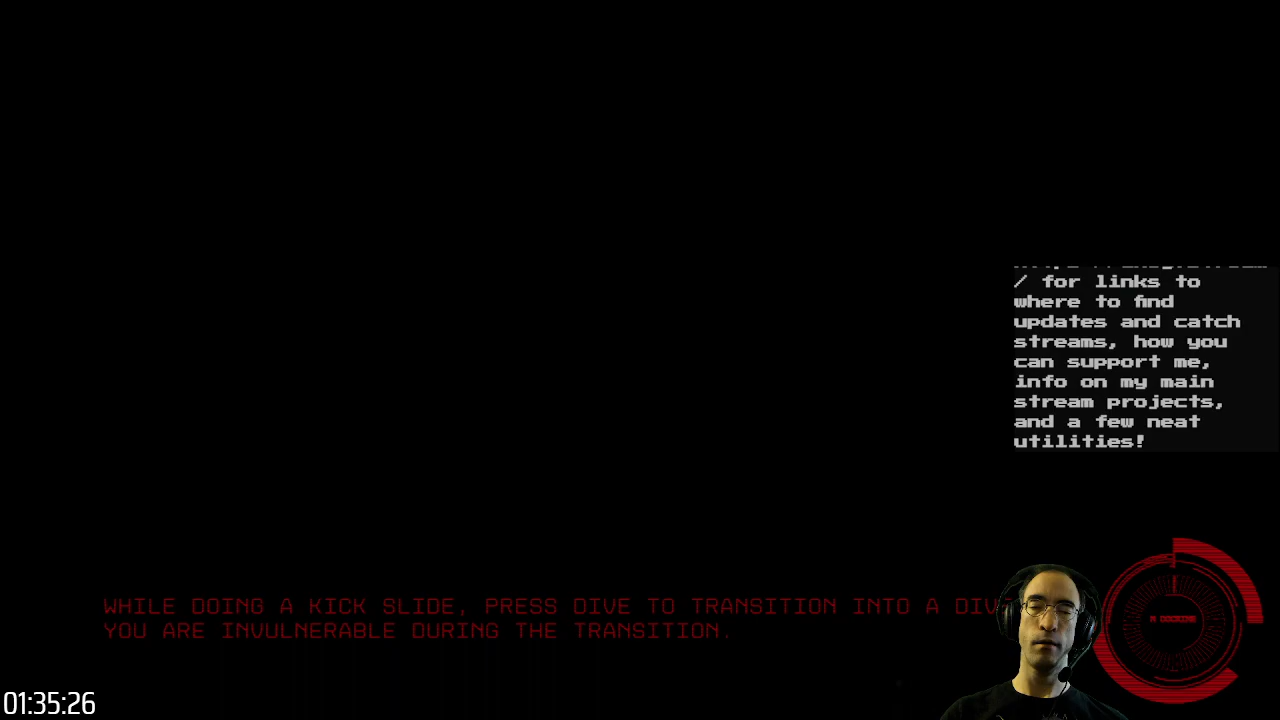 / for links to
where to find
updates and catch
streams, how you
can support me,
info on my main
stream projects,
and a few neat
utilities!
WHILE DOING A KICK SLIDE, PRESS DIVE TO TRANSITION INTO A DIV
YOU ARE INVULNERABLE DURING THE TRANSITION.
01:35:26